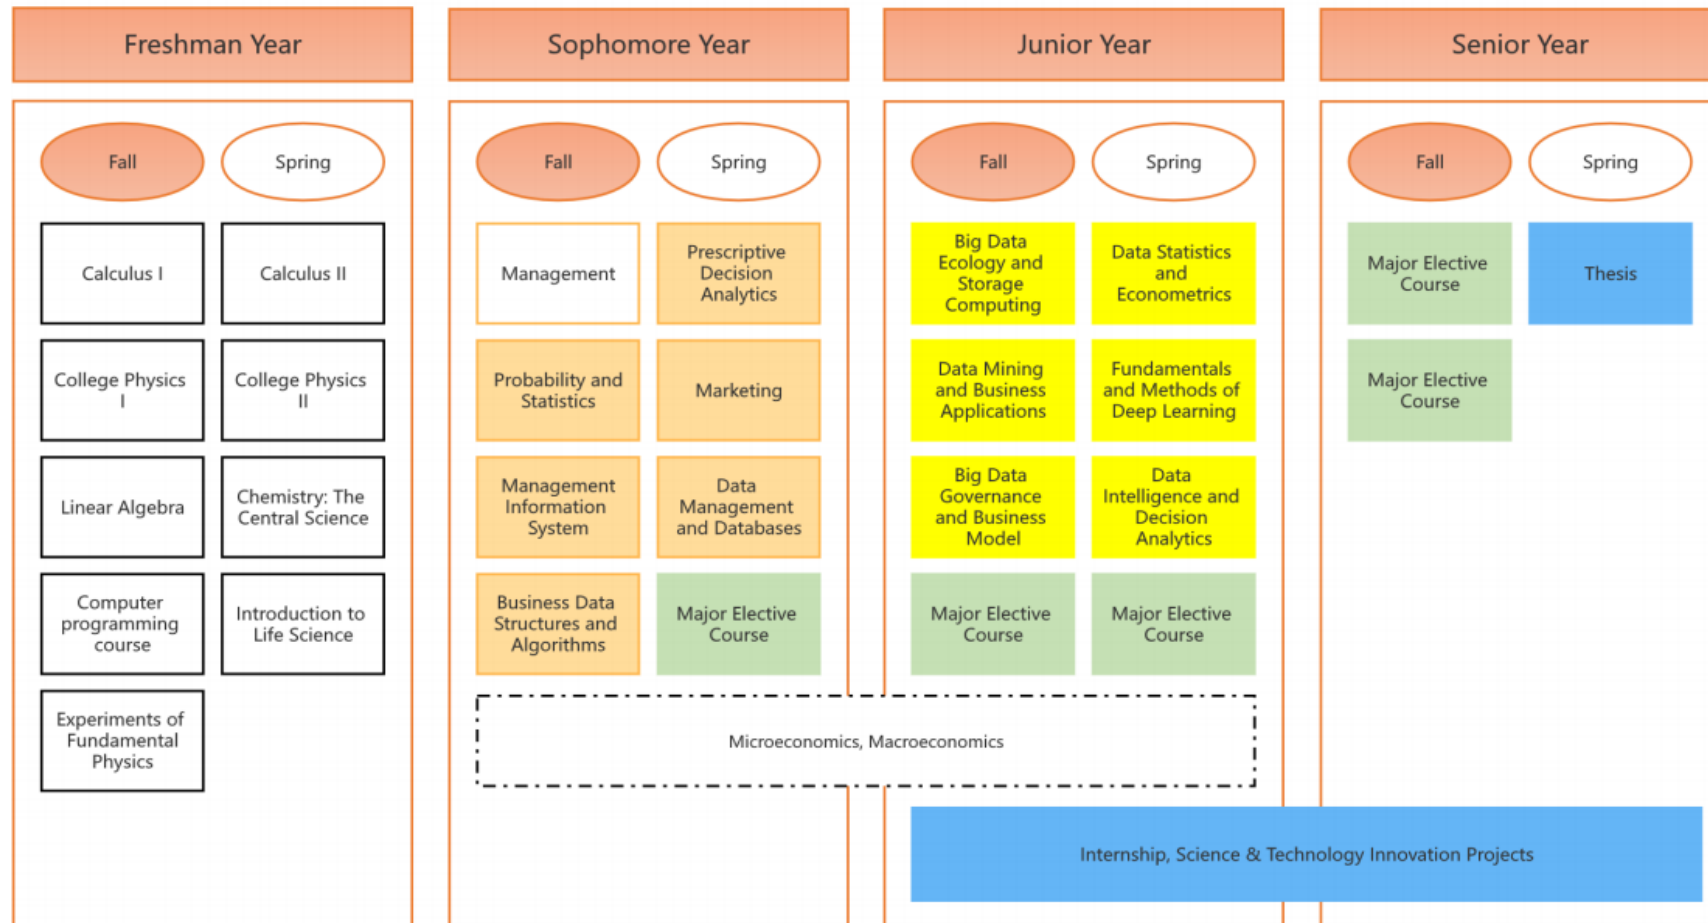 Freshman Year
Sophomore Year
Junior Year
Senior Year
Fall
Spring
Fall
Spring
Fall
Spring
Fall
Spring
Calculus I
Calculus II
Management
Prescriptive
Decision
Analytics
Big Data
Ecology and
Storage
Computing
Data Statistics
and
Econometrics
Major Elective
Course
Thesis
College Physics
I
College Physics
II
Probability and
Statistics
Marketing
Data Mining
and Business
Applications
Fundamentals
and Methods of
Deep Learning
Major Elective
Course
Linear Algebra
Chemistry: The
Central Science
Management
Information
System
Data
Management
and Databases
Big Data
Governance
and Business
Model
Data
Intelligence and
Decision
Analytics
Computer
programming
course
Introduction to
Life Science
Business Data
Structures and
Algorithms
Major Elective
Course
Major Elective
Course
Major Elective
Course
Experiments of
Fundamental
Physics
Microeconomics, Macroeconomics
Internship, Science & Technology Innovation Projects